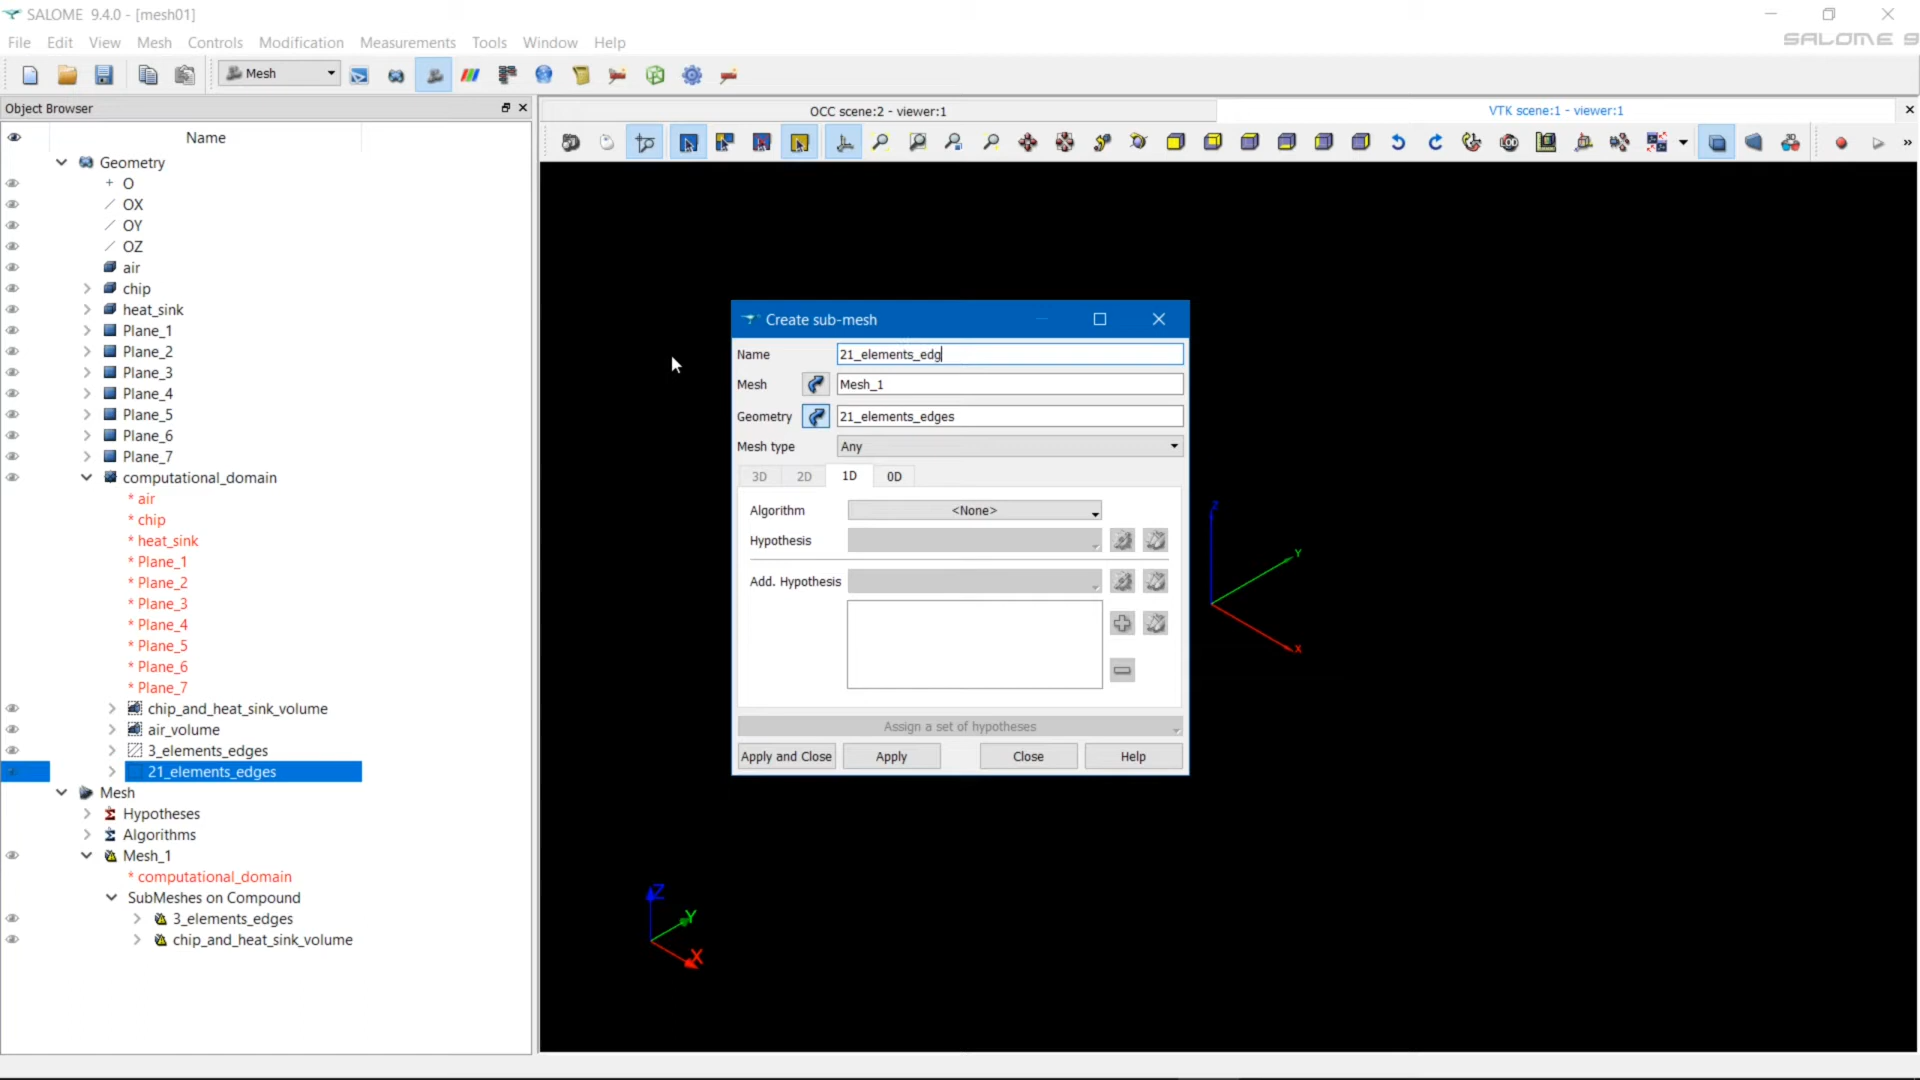 SALOME 9.4.0 - [mesh01]
File Edit View Mesh Controls Modification Measurements Tools Window Help
SALOME 9
Mesh
Object Browser
OCC scene:2 - viewer:1
VTK scene:1 - viewer:1
Name
Geometry
O
OX
OY
OZ
air
chip
heat_sink
Plane_1
Plane_2
Plane_3
Plane_4
Plane_5
Plane_6
Plane_7
computational_domain
* air
* chip
* heat_sink
* Plane_1
* Plane_2
* Plane_3
* Plane_4
* Plane_5
* Plane_6
* Plane_7
chip_and_heat_sink_volume
air_volume
3_elements_edges
21_elements_edges
Mesh
Hypotheses
Algorithms
Mesh_1
* computational_domain
SubMeshes on Compound
3_elements_edges
chip_and_heat_sink_volume
Create sub-mesh
Name 21_elements_edg
Mesh Mesh_1
Geometry 21_elements_edges
Mesh type Any
3D 2D 1D 0D
Algorithm <None>
Hypothesis
Add. Hypothesis
Assign a set of hypotheses
Apply and Close Apply Close Help
Z
Y
X
Z
Y
X